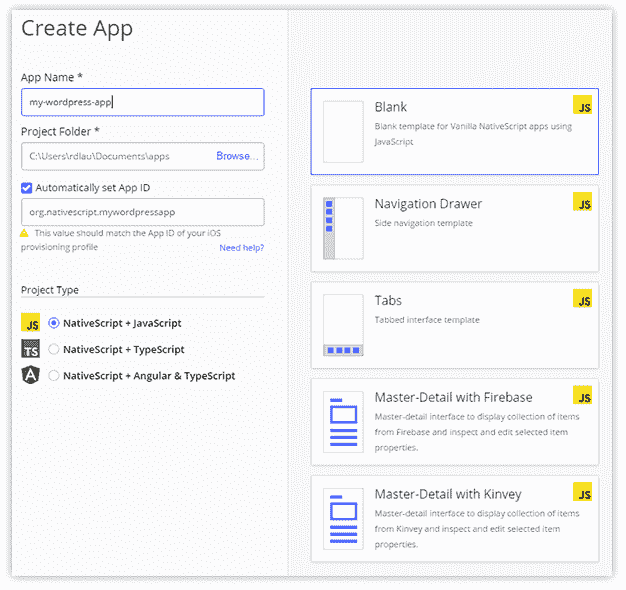 Create App
App Name *
my-wordpress-app
Project Folder *
C:\Users\rdlau\Documents\apps
Browse...
Automatically set App ID
org.nativescript.mywordpressapp
This value should match the App ID of your iOS
provisioning profile
Need help?
Project Type
JS
NativeScript + JavaScript
TS
NativeScript + TypeScript
A
NativeScript + Angular & TypeScript
Blank
JS
Blank template for Vanilla NativeScript apps using
JavaScript
Navigation Drawer
JS
Side navigation template
Tabs
JS
Tabbed interface template
Master-Detail with Firebase
JS
Master-detail interface to display collection of items
from Firebase and inspect and edit selected item
properties.
Master-Detail with Kinvey
JS
Master-detail interface to display collection of items
from Kinvey and inspect and edit selected item
properties.